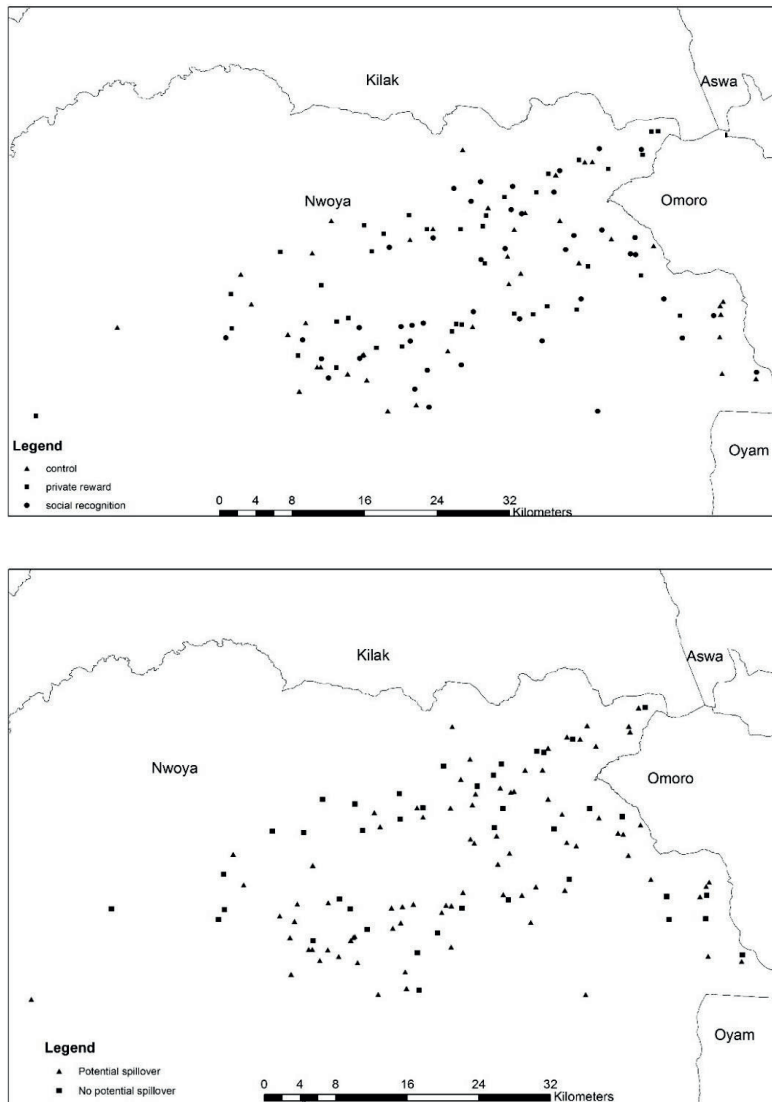 Kilak
Aswa
Nwoya
Omoro
Oyam
Legend
control
private reward
social recognition
0 4 8 16 24 32
Kilometers
Kilak
Aswa
Nwoya
Omoro
Oyam
Legend
Potential spillover
No potential spillover
0 2 4 8 16 24 32
Kilometers